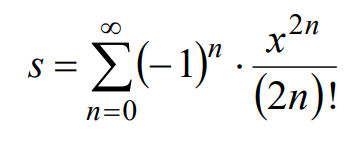 s = ∑_{n=0}^{∞} (−1)^n · x^{2n} / (2n)!